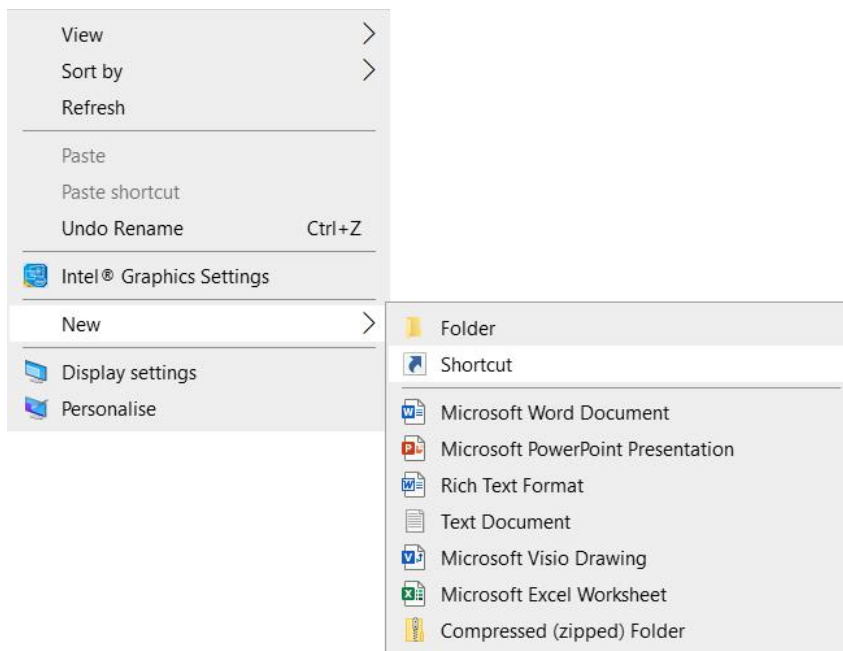 View
Sort by
Refresh
Paste
Paste shortcut
Undo Rename Ctrl+Z
Intel® Graphics Settings
New
Display settings
Personalise
Folder
Shortcut
Microsoft Word Document
Microsoft PowerPoint Presentation
Rich Text Format
Text Document
Microsoft Visio Drawing
Microsoft Excel Worksheet
Compressed (zipped) Folder